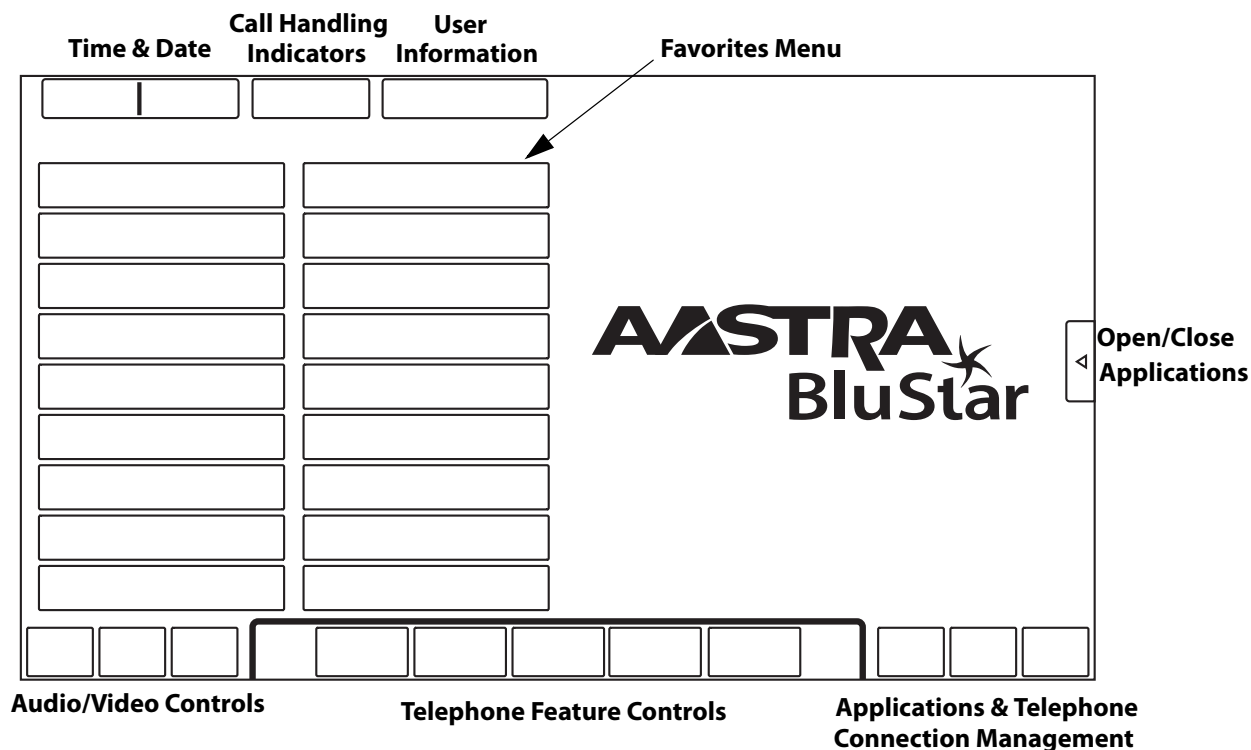 Time & Date
Call Handling
Indicators
User
Information
Favorites Menu
AASTRA
BluStar
Open/Close
Applications
Audio/Video Controls
Telephone Feature Controls
Applications & Telephone
Connection Management